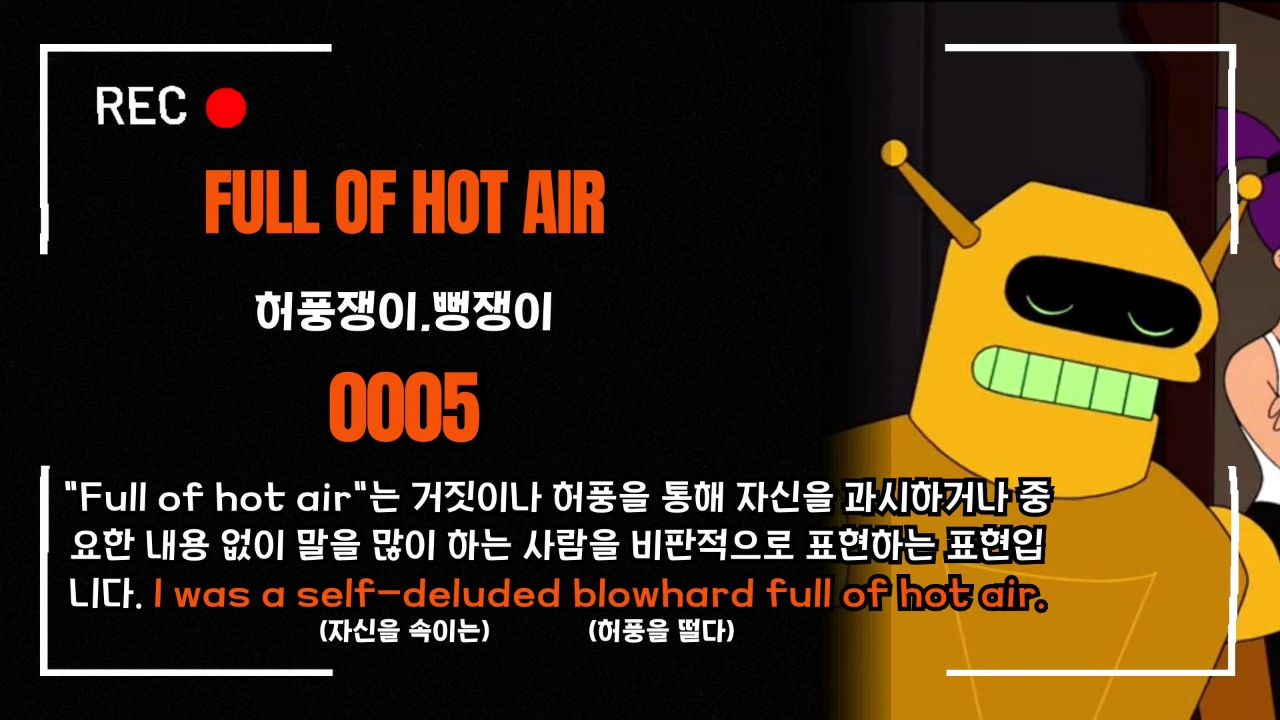 REC
FULL OF HOT AIR
허풍쟁이.뻥쟁이
0005
"Full of hot air"는 거짓이나 허풍을 통해 자신을 과시하거나 중
요한 내용 없이 말을 많이 하는 사람을 비판적으로 표현하는 표현입
니다. I was a self-deluded blowhard full of hot air.
(자신을 속이는) (허풍을 떨다)